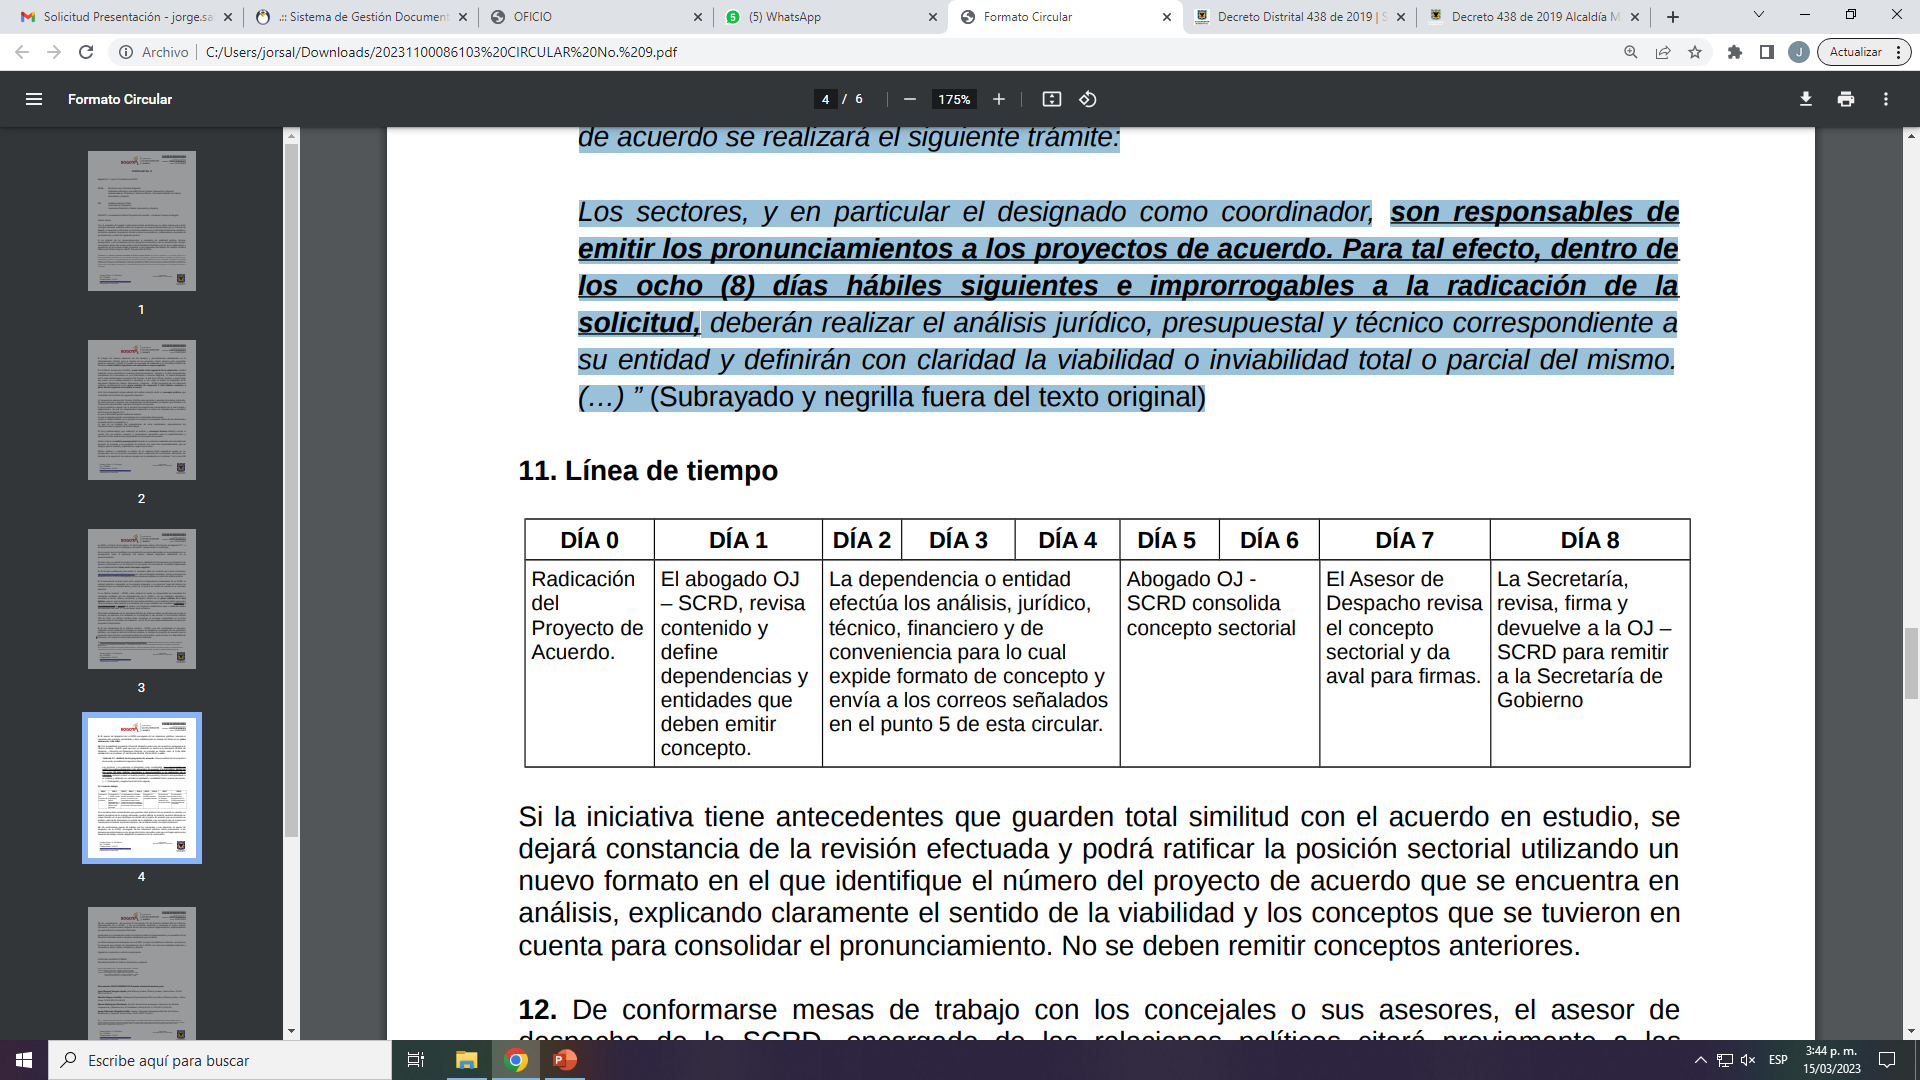 Solicitud Presentación - jorge.sa
.:: Sistema de Gestión Document
OFICIO
(5) WhatsApp
Formato Circular
Decreto Distrital 438 de 2019 | S
Decreto 438 de 2019 Alcaldía M
Archivo
C:/Users/jorsal/Downloads/20231100086103%20CIRCULAR%20No.%209.pdf
J
Actualizar
Formato Circular
4 / 6
175%
1
2
3
4
de acuerdo se realizará el siguiente trámite:
Los sectores, y en particular el designado como coordinador, son responsables de
emitir los pronunciamientos a los proyectos de acuerdo. Para tal efecto, dentro de
los ocho (8) días hábiles siguientes e improrrogables a la radicación de la
solicitud, deberán realizar el análisis jurídico, presupuestal y técnico correspondiente a
su entidad y definirán con claridad la viabilidad o inviabilidad total o parcial del mismo.
(…) ” (Subrayado y negrilla fuera del texto original)
11. Línea de tiempo
DÍA 0
DÍA 1
DÍA 2
DÍA 3
DÍA 4
DÍA 5
DÍA 6
DÍA 7
DÍA 8
Radicación
del
Proyecto de
Acuerdo.
El abogado OJ
– SCRD, revisa
contenido y
define
dependencias y
entidades que
deben emitir
concepto.
La dependencia o entidad
efectúa los análisis, jurídico,
técnico, financiero y de
conveniencia para lo cual
expide formato de concepto y
envía a los correos señalados
en el punto 5 de esta circular.
Abogado OJ -
SCRD consolida
concepto sectorial
El Asesor de
Despacho revisa
el concepto
sectorial y da
aval para firmas.
La Secretaría,
revisa, firma y
devuelve a la OJ –
SCRD para remitir
a la Secretaría de
Gobierno
Si la iniciativa tiene antecedentes que guarden total similitud con el acuerdo en estudio, se
dejará constancia de la revisión efectuada y podrá ratificar la posición sectorial utilizando un
nuevo formato en el que identifique el número del proyecto de acuerdo que se encuentra en
análisis, explicando claramente el sentido de la viabilidad y los conceptos que se tuvieron en
cuenta para consolidar el pronunciamiento. No se deben remitir conceptos anteriores.
12. De conformarse mesas de trabajo con los concejales o sus asesores, el asesor de
despacho de la SCRD, encargado de las relaciones políticas citará previamente a las
Escribe aquí para buscar
ESP
3:44 p. m.
15/03/2023